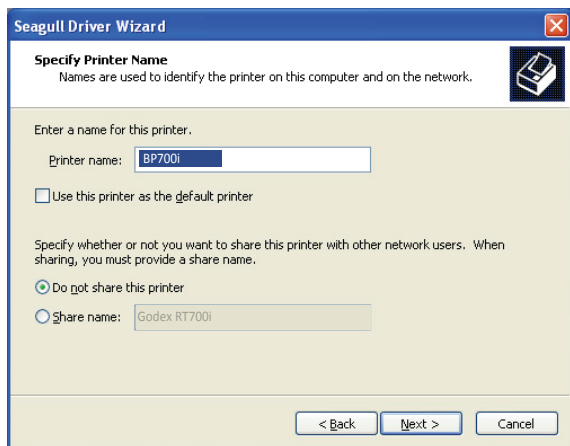 Seagull Driver Wizard
Specify Printer Name
Names are used to identify the printer on this computer and on the network.
Enter a name for this printer.
Printer name: BP700i
Use this printer as the default printer
Specify whether or not you want to share this printer with other network users. When
sharing, you must provide a share name.
Do not share this printer
Share name: Godex RT700i
< Back Next > Cancel